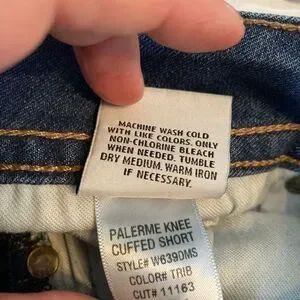 MACHINE WASH COLD
WITH LIKE COLORS. ONLY
NON-CHLORINE BLEACH
WHEN NEEDED. TUMBLE
DRY MEDIUM. WARM IRON
IF NECESSARY.
PALERME KNEE
CUFFED SHORT
STYLE# W6390MS
COLOR# TRIB
CUT# 11163